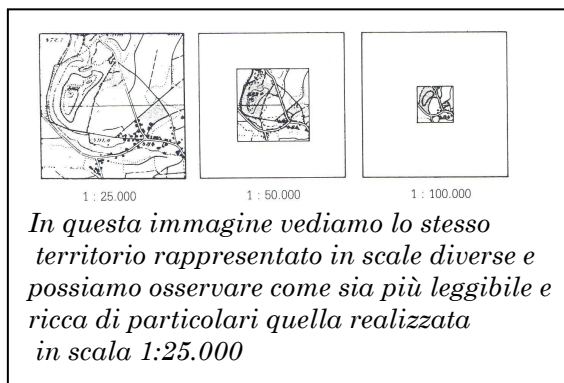 1 : 25.000
1 : 50.000
1 : 100.000
In questa immagine vediamo lo stesso
territorio rappresentato in scale diverse e
possiamo osservare come sia più leggibile e
ricca di particolari quella realizzata
in scala 1:25.000